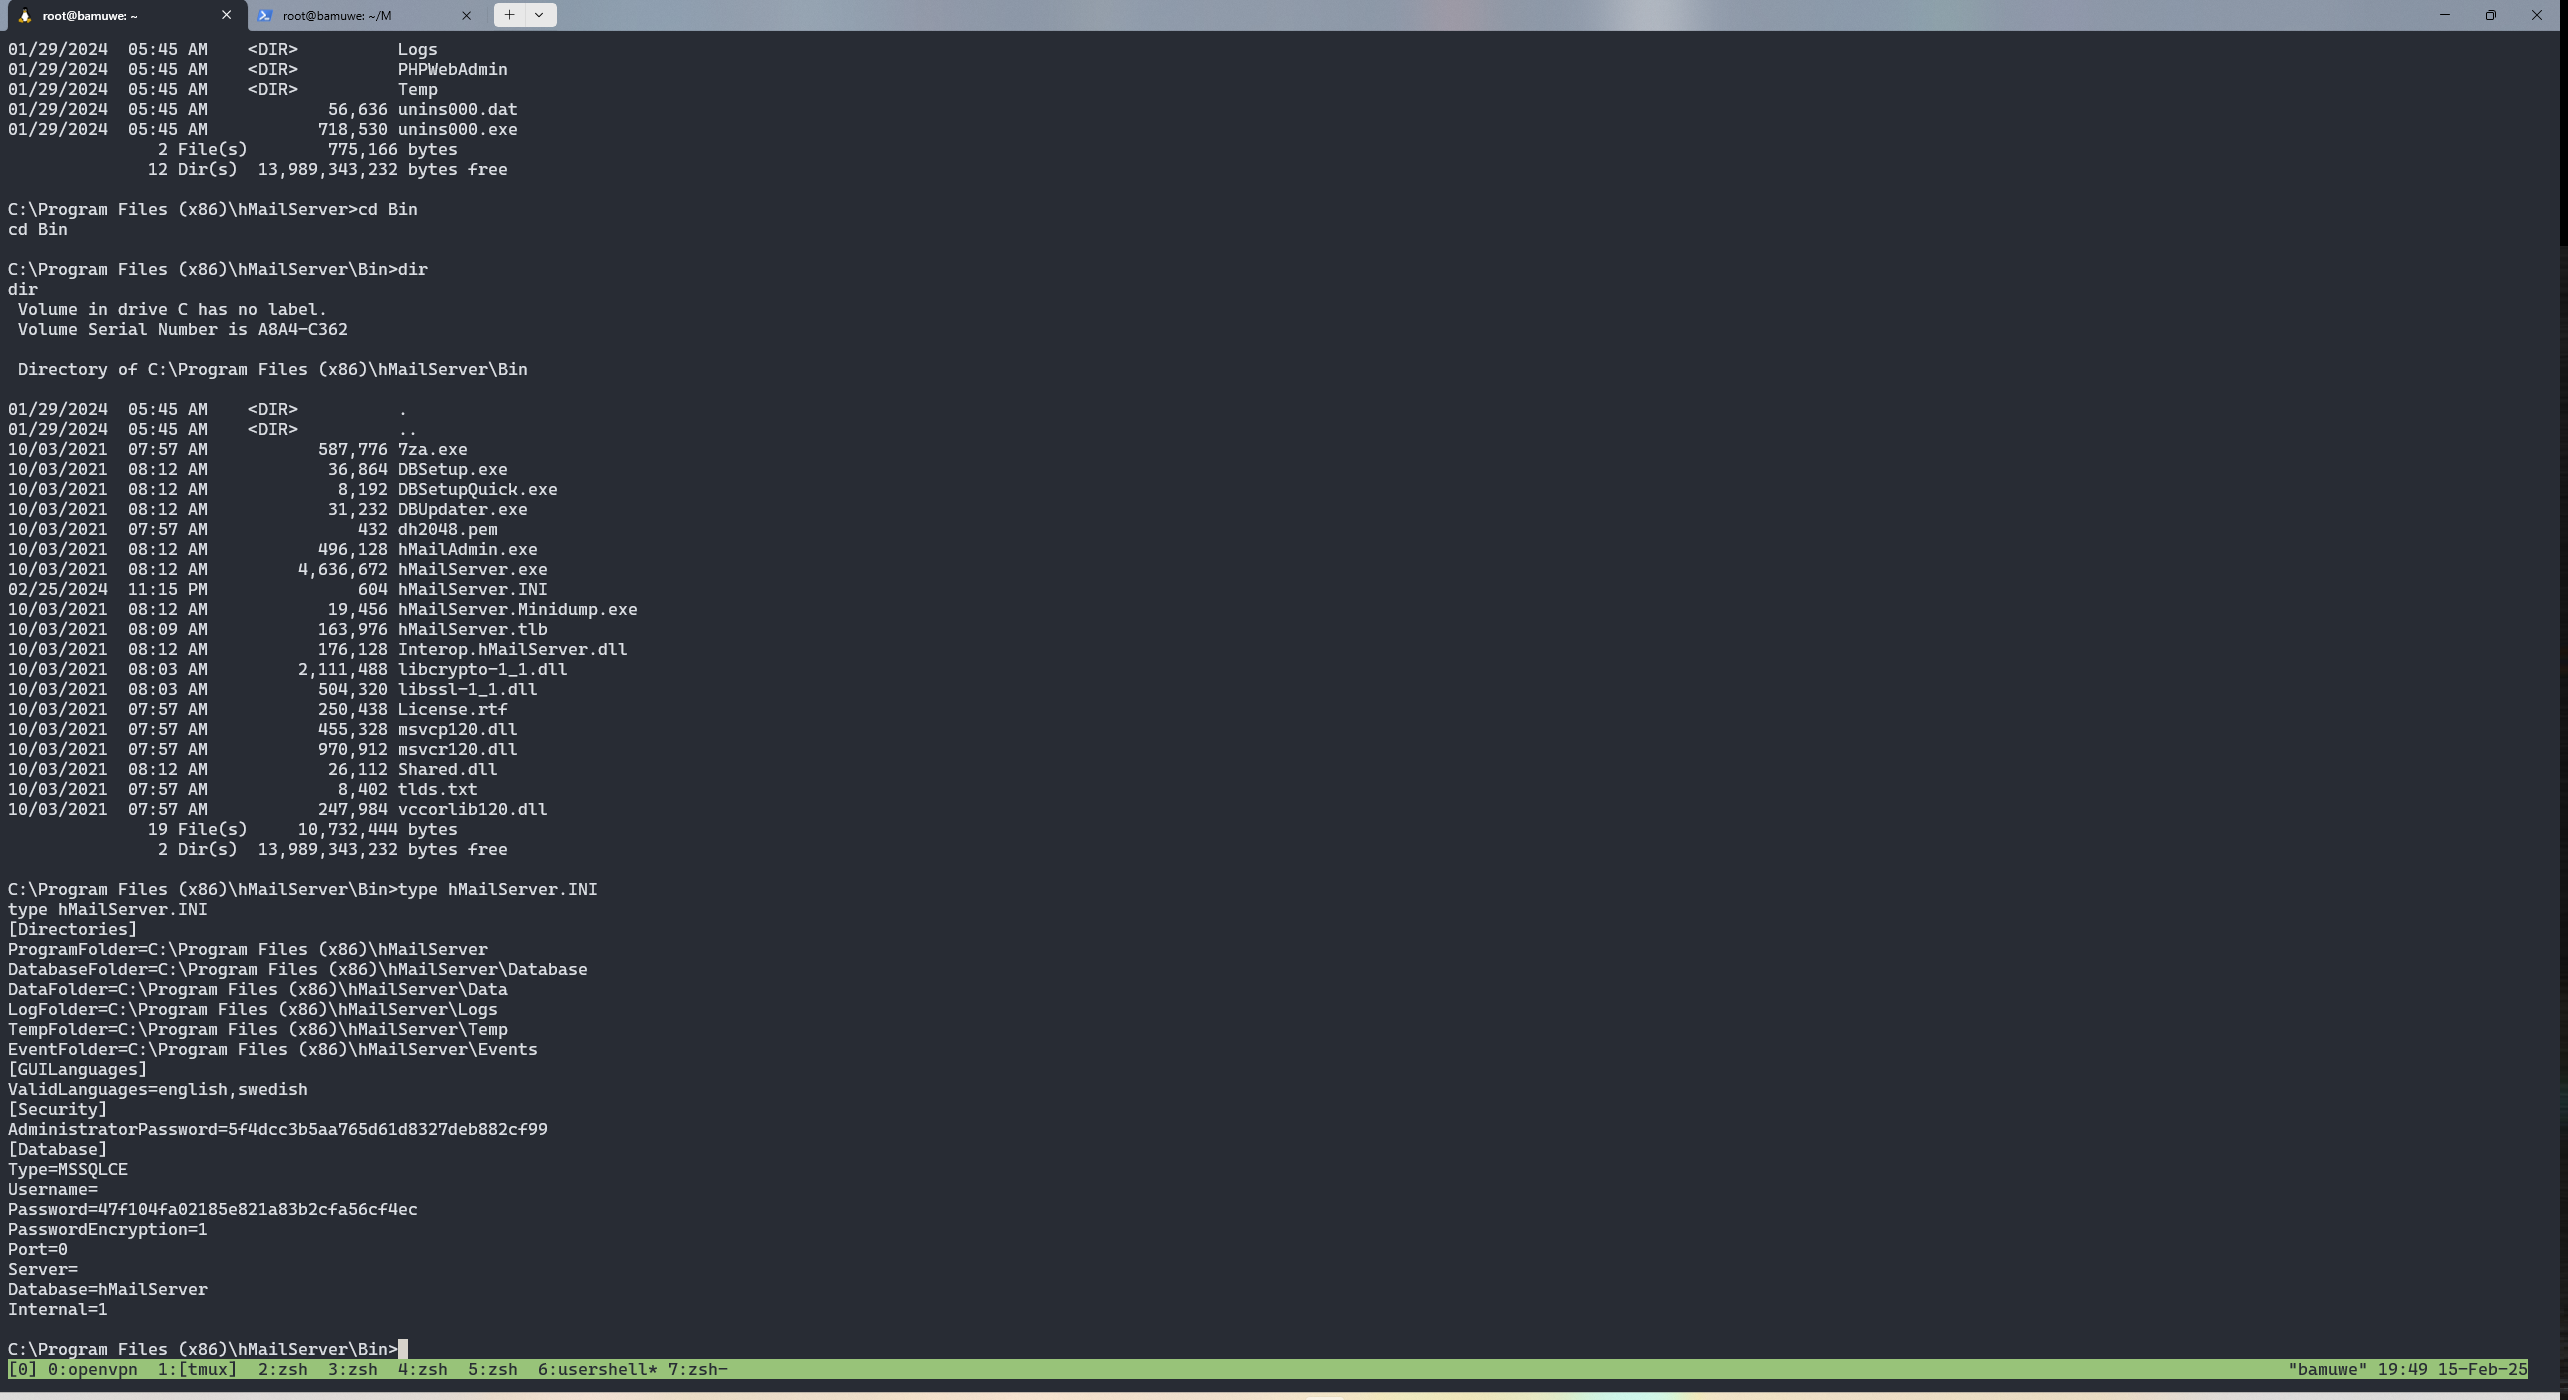 root@bamuwe: ~
root@bamuwe: ~/M
01/29/2024  05:45 AM    <DIR>          Logs
01/29/2024  05:45 AM    <DIR>          PHPWebAdmin
01/29/2024  05:45 AM    <DIR>          Temp
01/29/2024  05:45 AM            56,636 unins000.dat
01/29/2024  05:45 AM           718,530 unins000.exe
               2 File(s)        775,166 bytes
              12 Dir(s)  13,989,343,232 bytes free
C:\Program Files (x86)\hMailServer>cd Bin
cd Bin
C:\Program Files (x86)\hMailServer\Bin>dir
dir
 Volume in drive C has no label.
 Volume Serial Number is A8A4-C362
 Directory of C:\Program Files (x86)\hMailServer\Bin
01/29/2024  05:45 AM    <DIR>          .
01/29/2024  05:45 AM    <DIR>          ..
10/03/2021  07:57 AM           587,776 7za.exe
10/03/2021  08:12 AM            36,864 DBSetup.exe
10/03/2021  08:12 AM             8,192 DBSetupQuick.exe
10/03/2021  08:12 AM            31,232 DBUpdater.exe
10/03/2021  07:57 AM               432 dh2048.pem
10/03/2021  08:12 AM           496,128 hMailAdmin.exe
10/03/2021  08:12 AM         4,636,672 hMailServer.exe
02/25/2024  11:15 PM               604 hMailServer.INI
10/03/2021  08:12 AM            19,456 hMailServer.Minidump.exe
10/03/2021  08:09 AM           163,976 hMailServer.tlb
10/03/2021  08:12 AM           176,128 Interop.hMailServer.dll
10/03/2021  08:03 AM         2,111,488 libcrypto-1_1.dll
10/03/2021  08:03 AM           504,320 libssl-1_1.dll
10/03/2021  07:57 AM           250,438 License.rtf
10/03/2021  07:57 AM           455,328 msvcp120.dll
10/03/2021  07:57 AM           970,912 msvcr120.dll
10/03/2021  08:12 AM            26,112 Shared.dll
10/03/2021  07:57 AM             8,402 tlds.txt
10/03/2021  07:57 AM           247,984 vccorlib120.dll
              19 File(s)     10,732,444 bytes
               2 Dir(s)  13,989,343,232 bytes free
C:\Program Files (x86)\hMailServer\Bin>type hMailServer.INI
type hMailServer.INI
[Directories]
ProgramFolder=C:\Program Files (x86)\hMailServer
DatabaseFolder=C:\Program Files (x86)\hMailServer\Database
DataFolder=C:\Program Files (x86)\hMailServer\Data
LogFolder=C:\Program Files (x86)\hMailServer\Logs
TempFolder=C:\Program Files (x86)\hMailServer\Temp
EventFolder=C:\Program Files (x86)\hMailServer\Events
[GUILanguages]
ValidLanguages=english,swedish
[Security]
AdministratorPassword=5f4dcc3b5aa765d61d8327deb882cf99
[Database]
Type=MSSQLCE
Username=
Password=47f104fa02185e821a83b2cfa56cf4ec
PasswordEncryption=1
Port=0
Server=
Database=hMailServer
Internal=1
C:\Program Files (x86)\hMailServer\Bin>
[0] 0:openvpn  1:[tmux]  2:zsh  3:zsh  4:zsh  5:zsh  6:usershell* 7:zsh- "bamuwe" 19:49 15-Feb-25